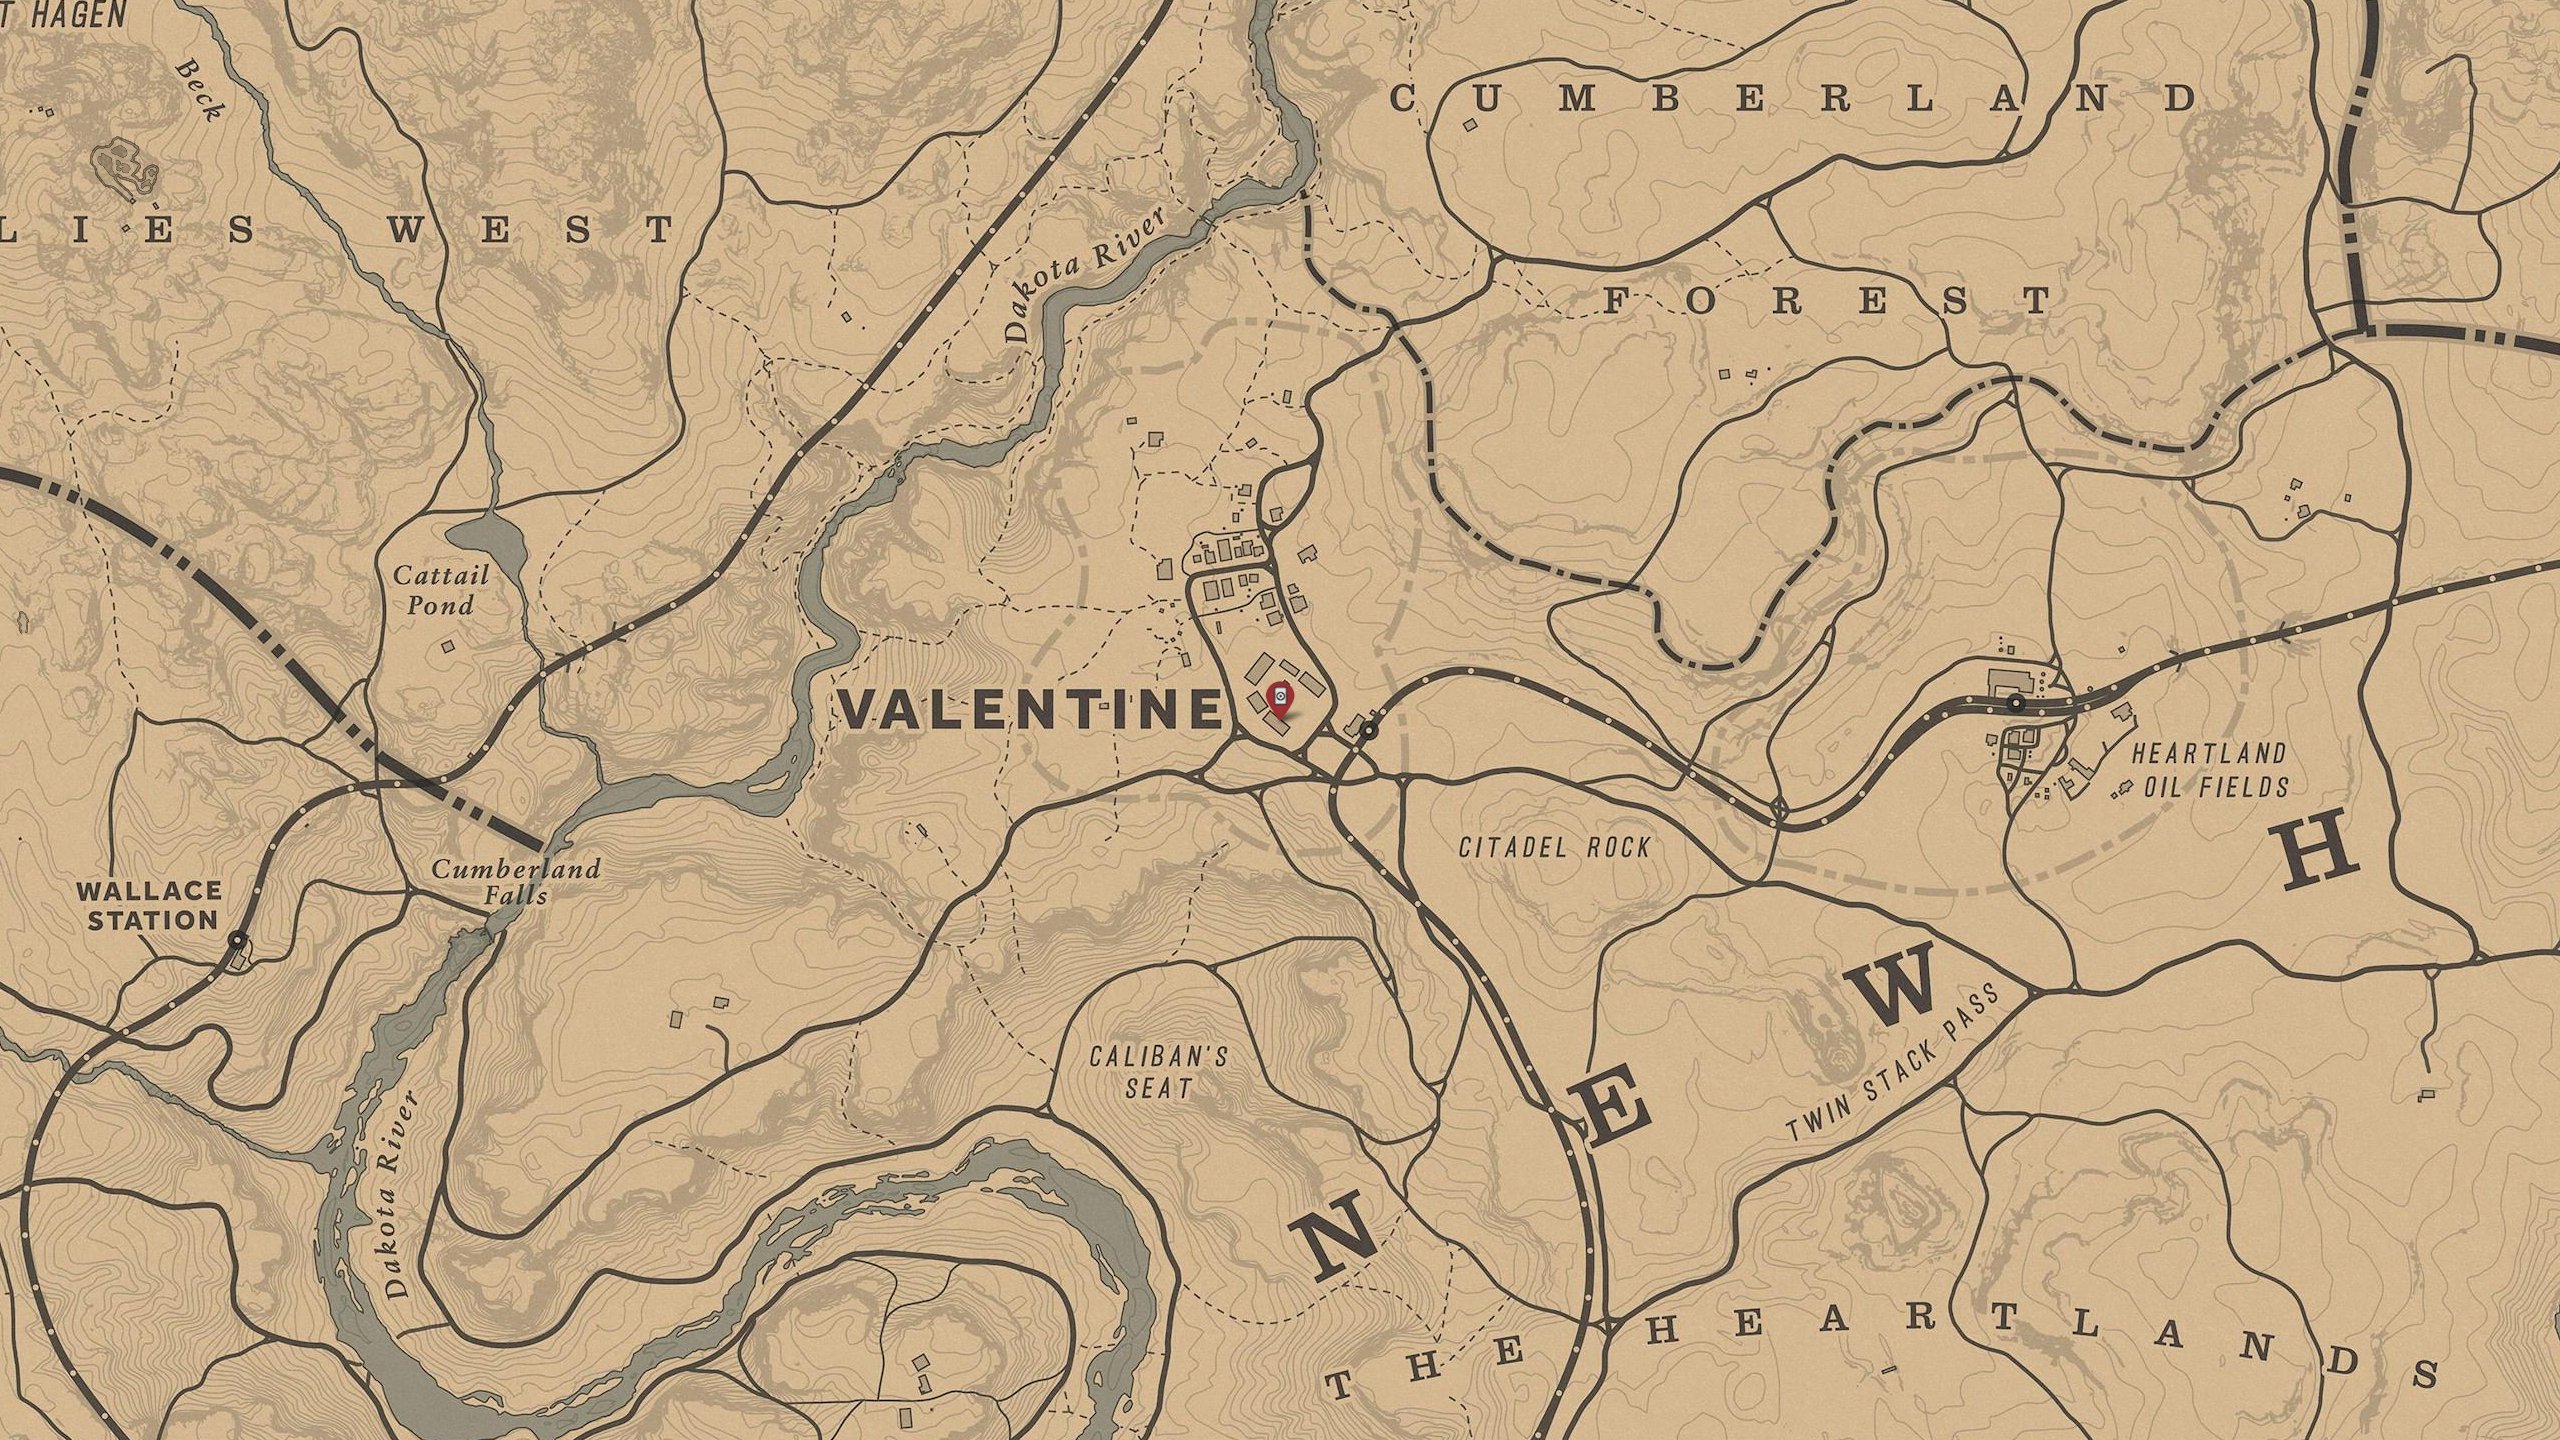 T HAGEN
Beck
CUMBERLAND
LIES WEST
Dakota River
FOREST
Cattail
Pond
VALENTINE
HEARTLAND
OIL FIELDS
H
CITADEL ROCK
Cumberland
Falls
WALLACE
STATION
W
TWIN STACK PASS
CALIBAN'S
SEAT
E
Dakota River
N
THE HEARTLANDS